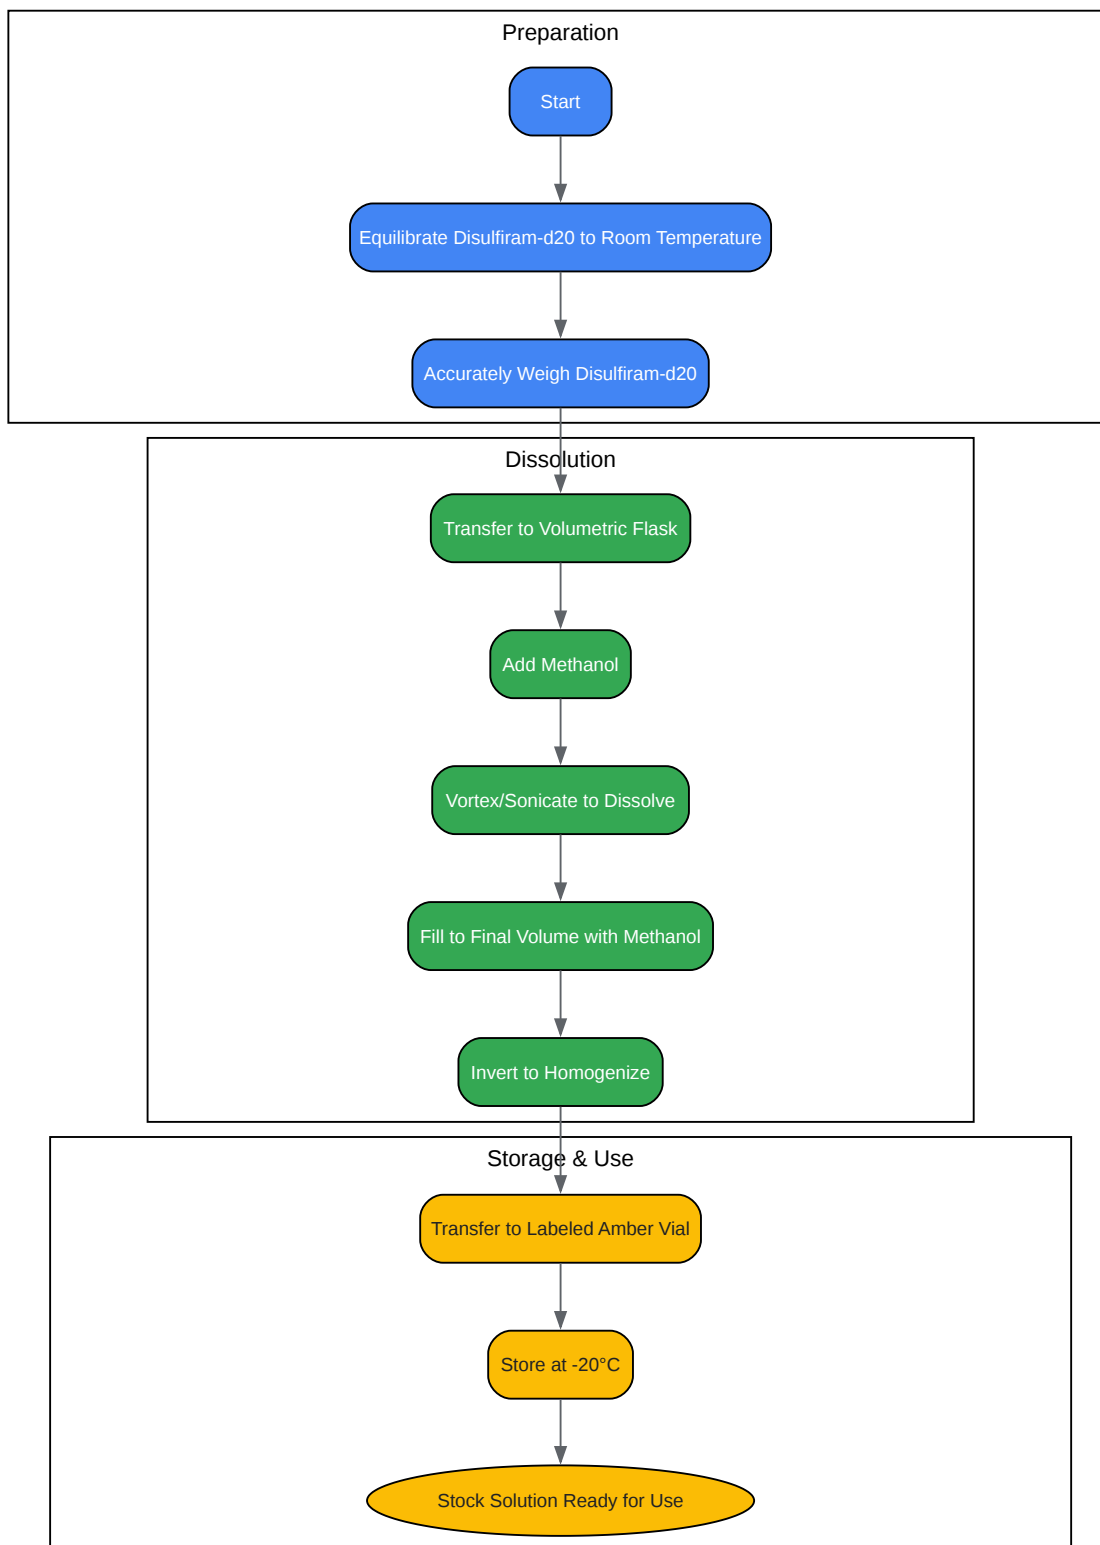 Preparation
Start
Equilibrate Disulfiram-d20 to Room Temperature
Accurately Weigh Disulfiram-d20
Dissolution
Transfer to Volumetric Flask
Add Methanol
Vortex/Sonicate to Dissolve
Fill to Final Volume with Methanol
Invert to Homogenize
Storage & Use
Transfer to Labeled Amber Vial
Store at -20°C
Stock Solution Ready for Use